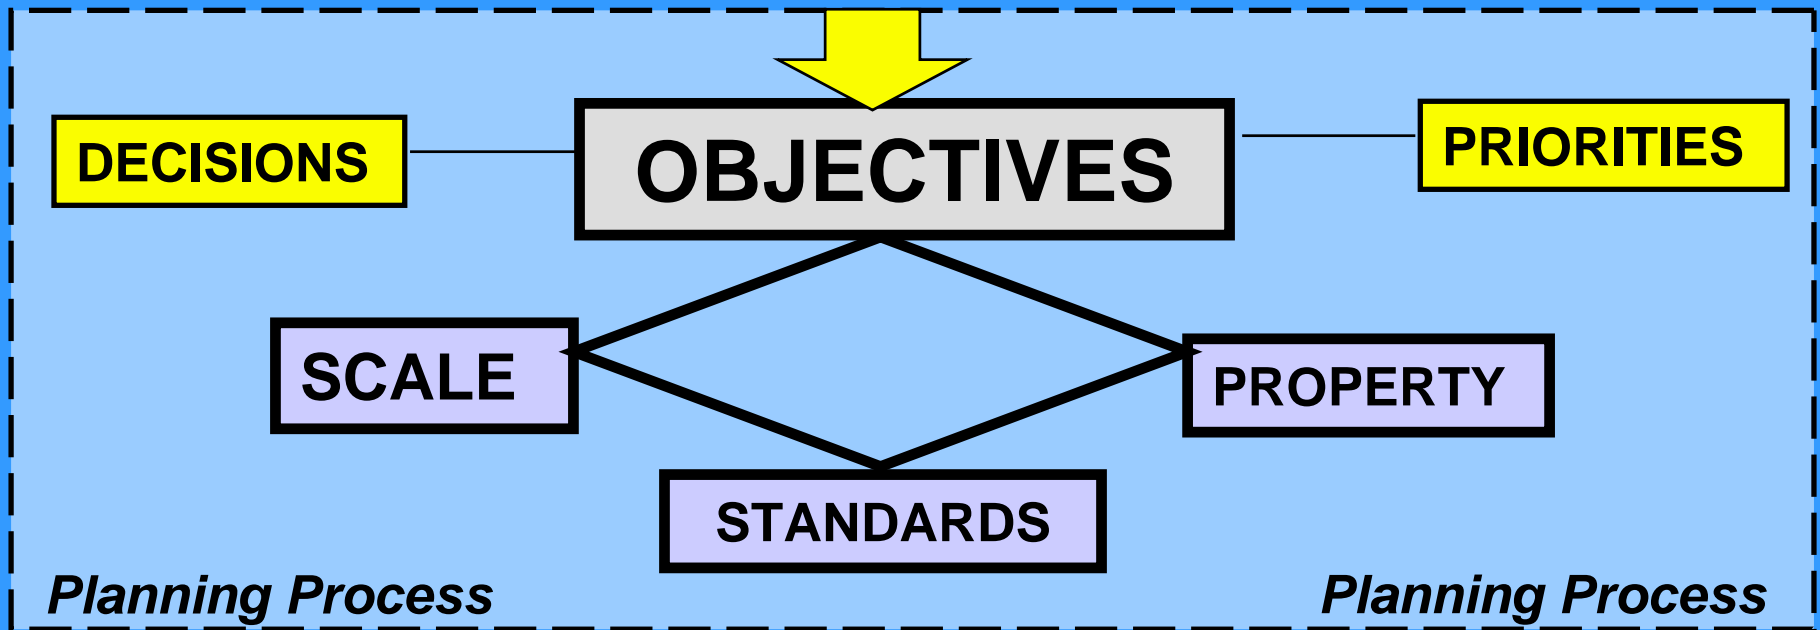 DECISIONS
OBJECTIVES
PRIORITIES
SCALE
PROPERTY
STANDARDS
Planning Process
Planning Process